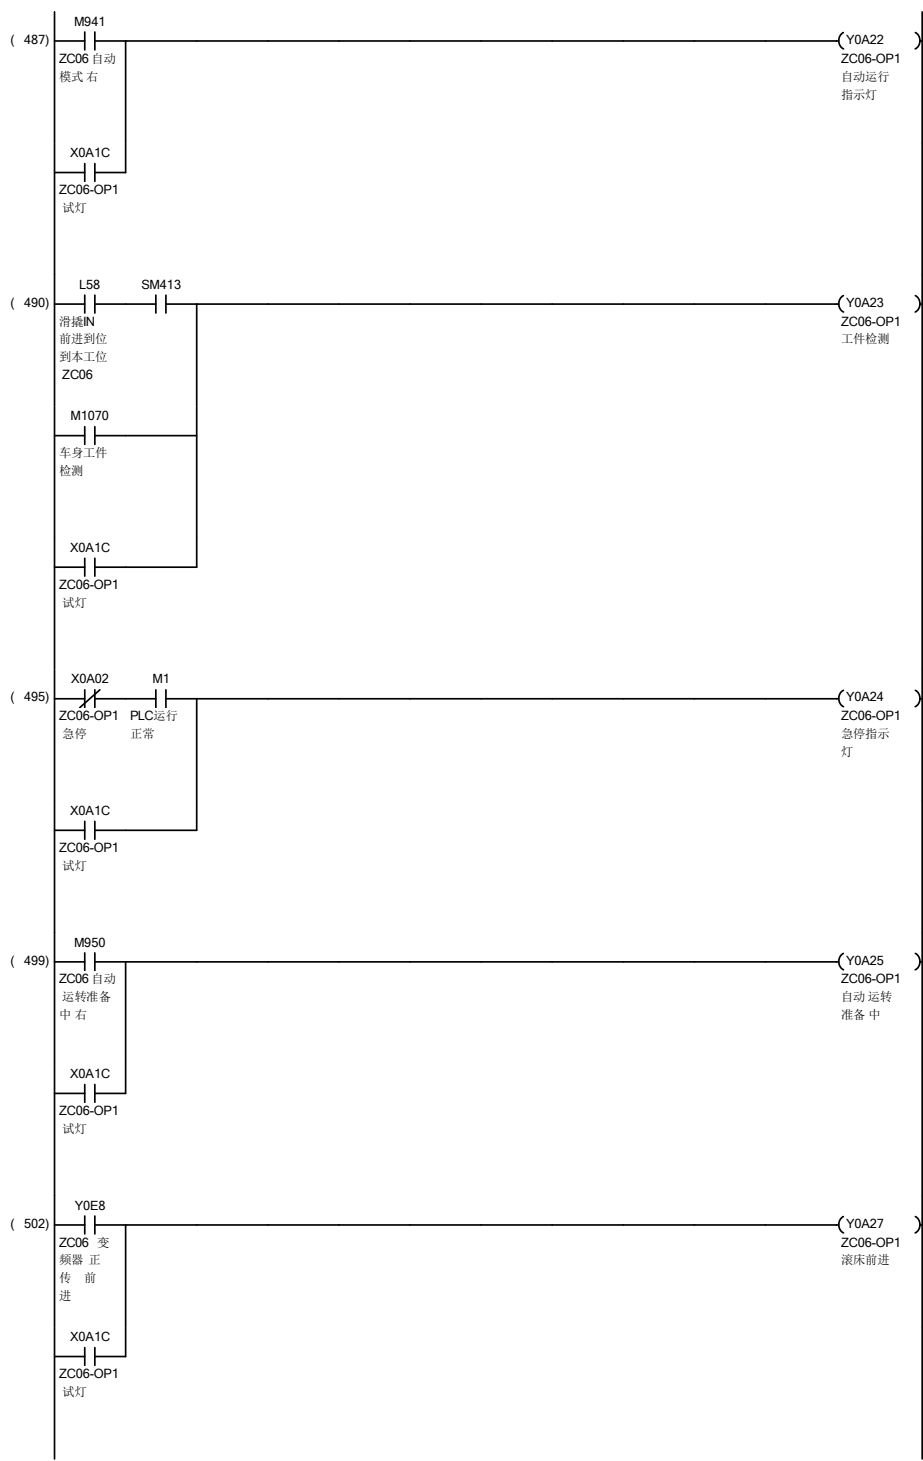 M941
( 487)
Y0A22
ZC06 自动
模式 右
ZC06-OP1
自动运行
指示灯
X0A1C
ZC06-OP1
试灯
L58 SM413
( 490)
Y0A23
滑撬IN
前进到位
到本工位
ZC06
ZC06-OP1
工件检测
M1070
车身工件
检测
X0A1C
ZC06-OP1
试灯
X0A02 M1
( 495)
Y0A24
ZC06-OP1
急停
PLC运行
正常
ZC06-OP1
急停指示
灯
X0A1C
ZC06-OP1
试灯
M950
( 499)
Y0A25
ZC06 自动
运转准备
中 右
ZC06-OP1
自动 运转
准备 中
X0A1C
ZC06-OP1
试灯
Y0E8
( 502)
Y0A27
ZC06 变
频器 正
传 前
进
ZC06-OP1
滚床前进
X0A1C
ZC06-OP1
试灯